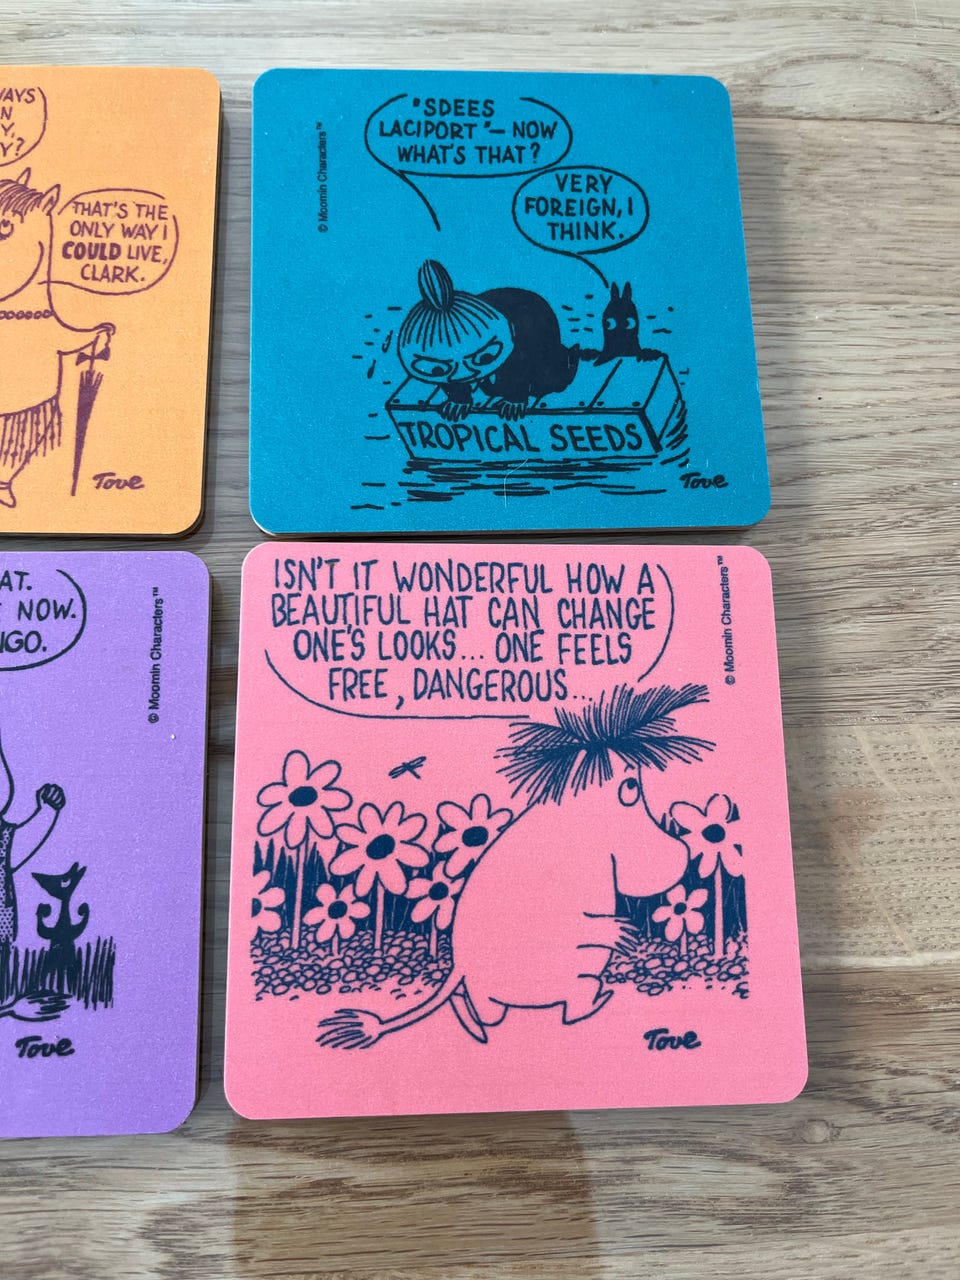 N
Y?
THAT'S THE
ONLY WAY I
COULD LIVE,
CLARK.
Tove
© Moomin Characters™
"SDEES
LACIPORT"— NOW
WHAT'S THAT?
VERY
FOREIGN, I
THINK.
TROPICAL SEEDS
Tove
AT.
NOW.
NGO.
© Moomin Characters™
Tove
ISN'T IT WONDERFUL HOW A
BEAUTIFUL HAT CAN CHANGE
ONE'S LOOKS... ONE FEELS
FREE, DANGEROUS...
© Moomin Characters™
Tove